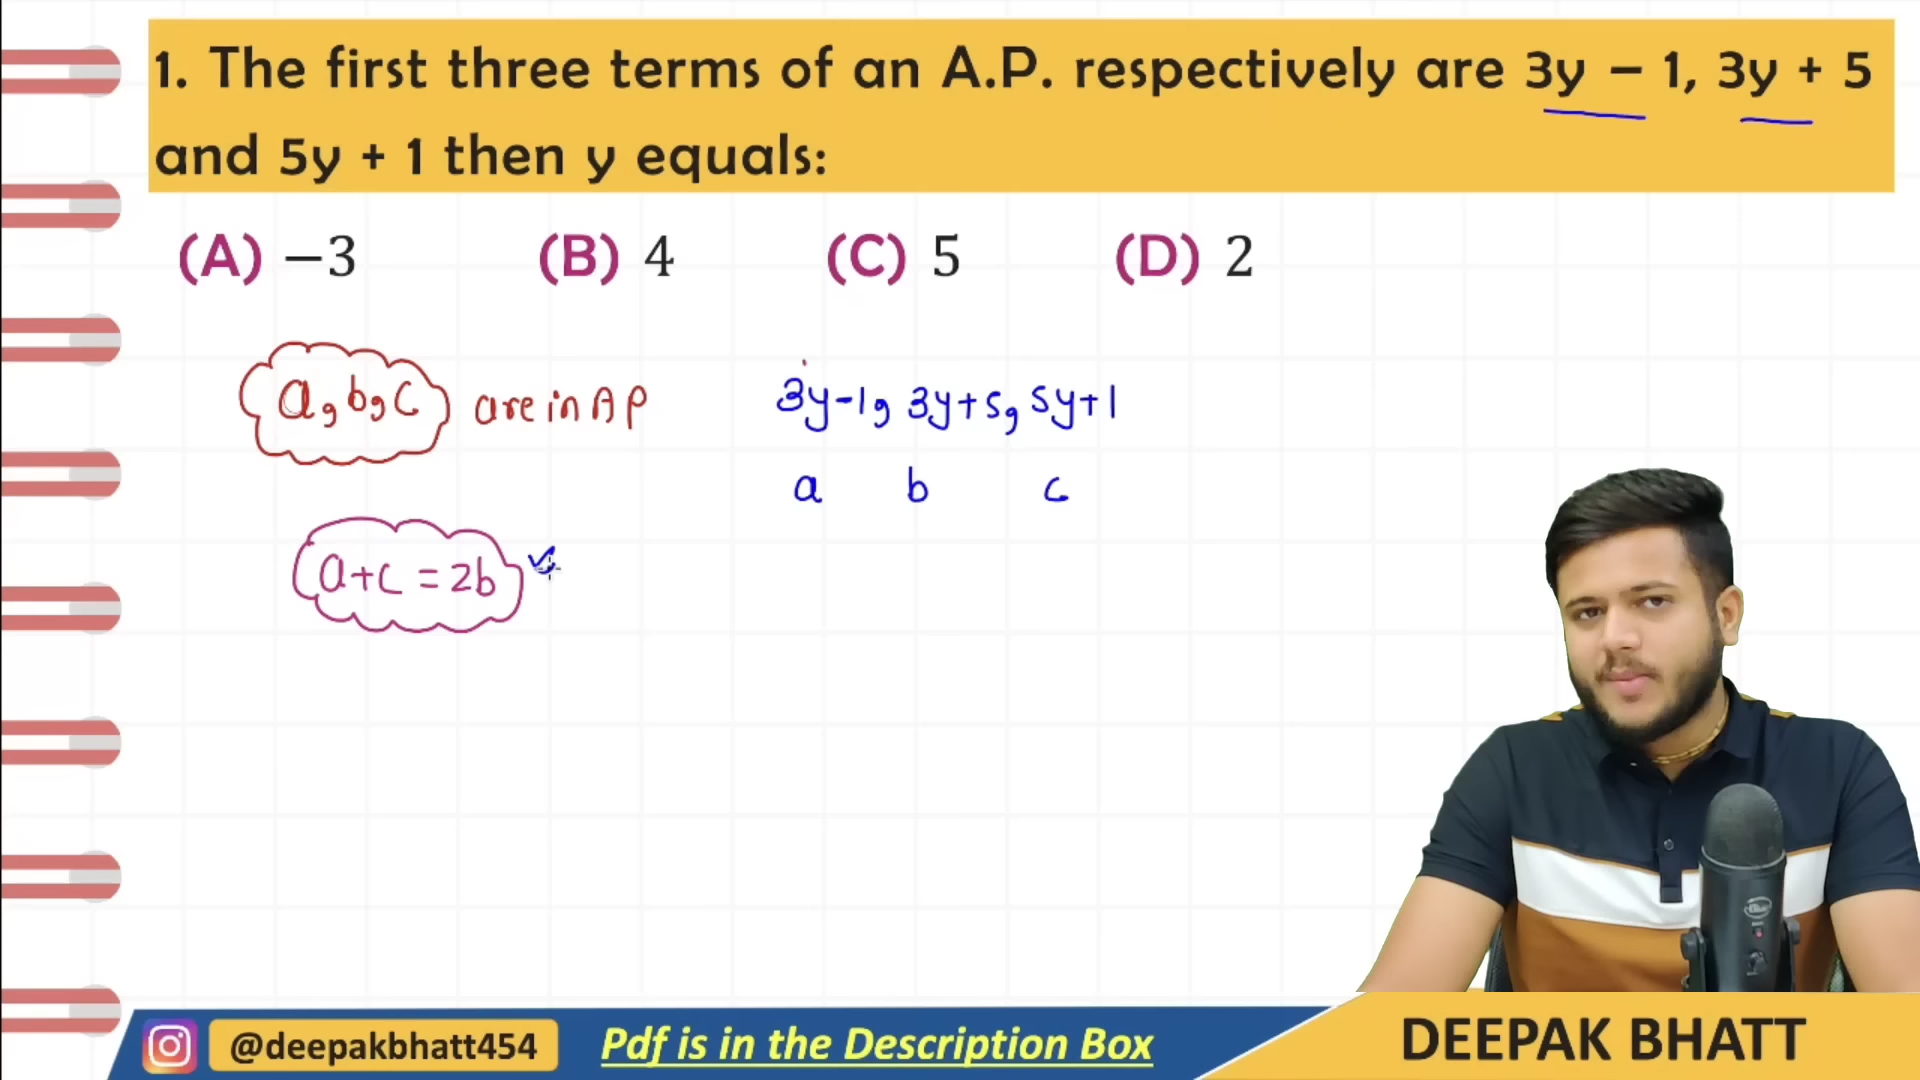 1. The first three terms of an A.P. respectively are 3y – 1, 3y + 5
and 5y + 1 then y equals:
(A) −3 (B) 4 (C) 5 (D) 2
a, b, c are in AP
3y-1, 3y+5, 5y+1
a b c
a+c = 2b
@deepakbhatt454
Pdf is in the Description Box
DEEPAK BHATT